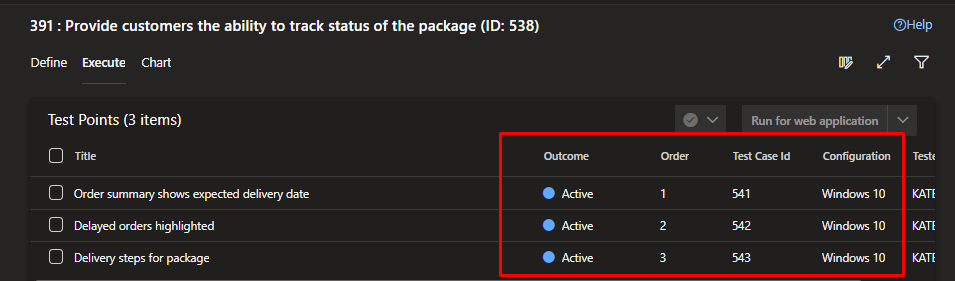 391 : Provide customers the ability to track status of the package (ID: 538)
Help
Define Execute Chart
Test Points (3 items)
Run for web application
Title Outcome Order Test Case Id Configuration Teste
Order summary shows expected delivery date Active 1 541 Windows 10 KATE
Delayed orders highlighted Active 2 542 Windows 10 KATE
Delivery steps for package Active 3 543 Windows 10 KATE